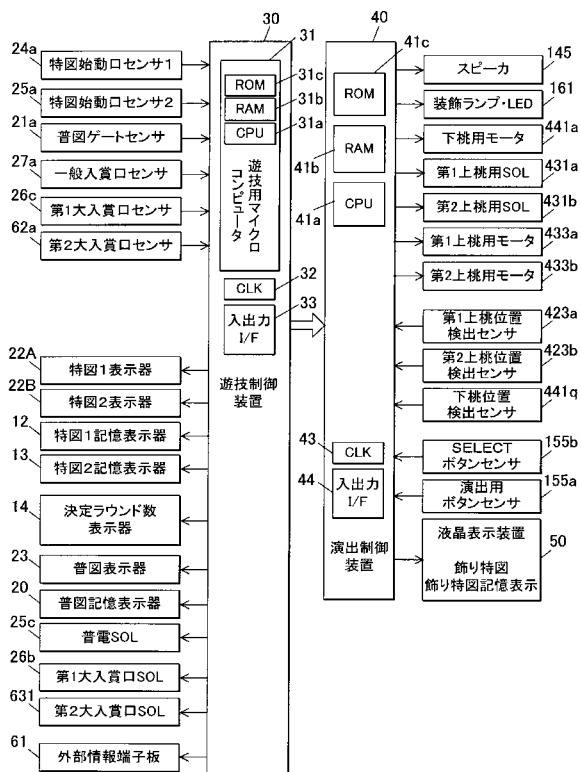 30
31
40
41c
24a
特図始動口センサ1
25a
特図始動口センサ2
21a
普図ゲートセンサ
27a
一般入賞口センサ
26c
第1大入賞口センサ
62a
第2大入賞口センサ
ROM
31c
RAM
31b
CPU
31a
遊技用マイクロ
コンピュータ
CLK
32
入出力
I/F
33
遊技制御
装置
22A
特図1表示器
22B
特図2表示器
12
特図1記憶表示器
13
特図2記憶表示器
14
決定ラウンド数
表示器
23
普図表示器
20
普図記憶表示器
25c
普電SOL
26b
第1大入賞口SOL
631
第2大入賞口SOL
61
外部情報端子板
ROM
RAM
41b
CPU
41a
43
CLK
44
入出力
I/F
演出制御
装置
スピーカ
145
装飾ランプ・LED
161
下桃用モータ
441a
第1上桃用SOL
431a
第2上桃用SOL
431b
第1上桃用モータ
433a
第2上桃用モータ
433b
第1上桃位置
検出センサ
423a
第2上桃位置
検出センサ
423b
下桃位置
検出センサ
441q
SELECT
ボタンセンサ
155b
演出用
ボタンセンサ
155a
液晶表示装置
飾り特図
飾り特図記憶表示
50